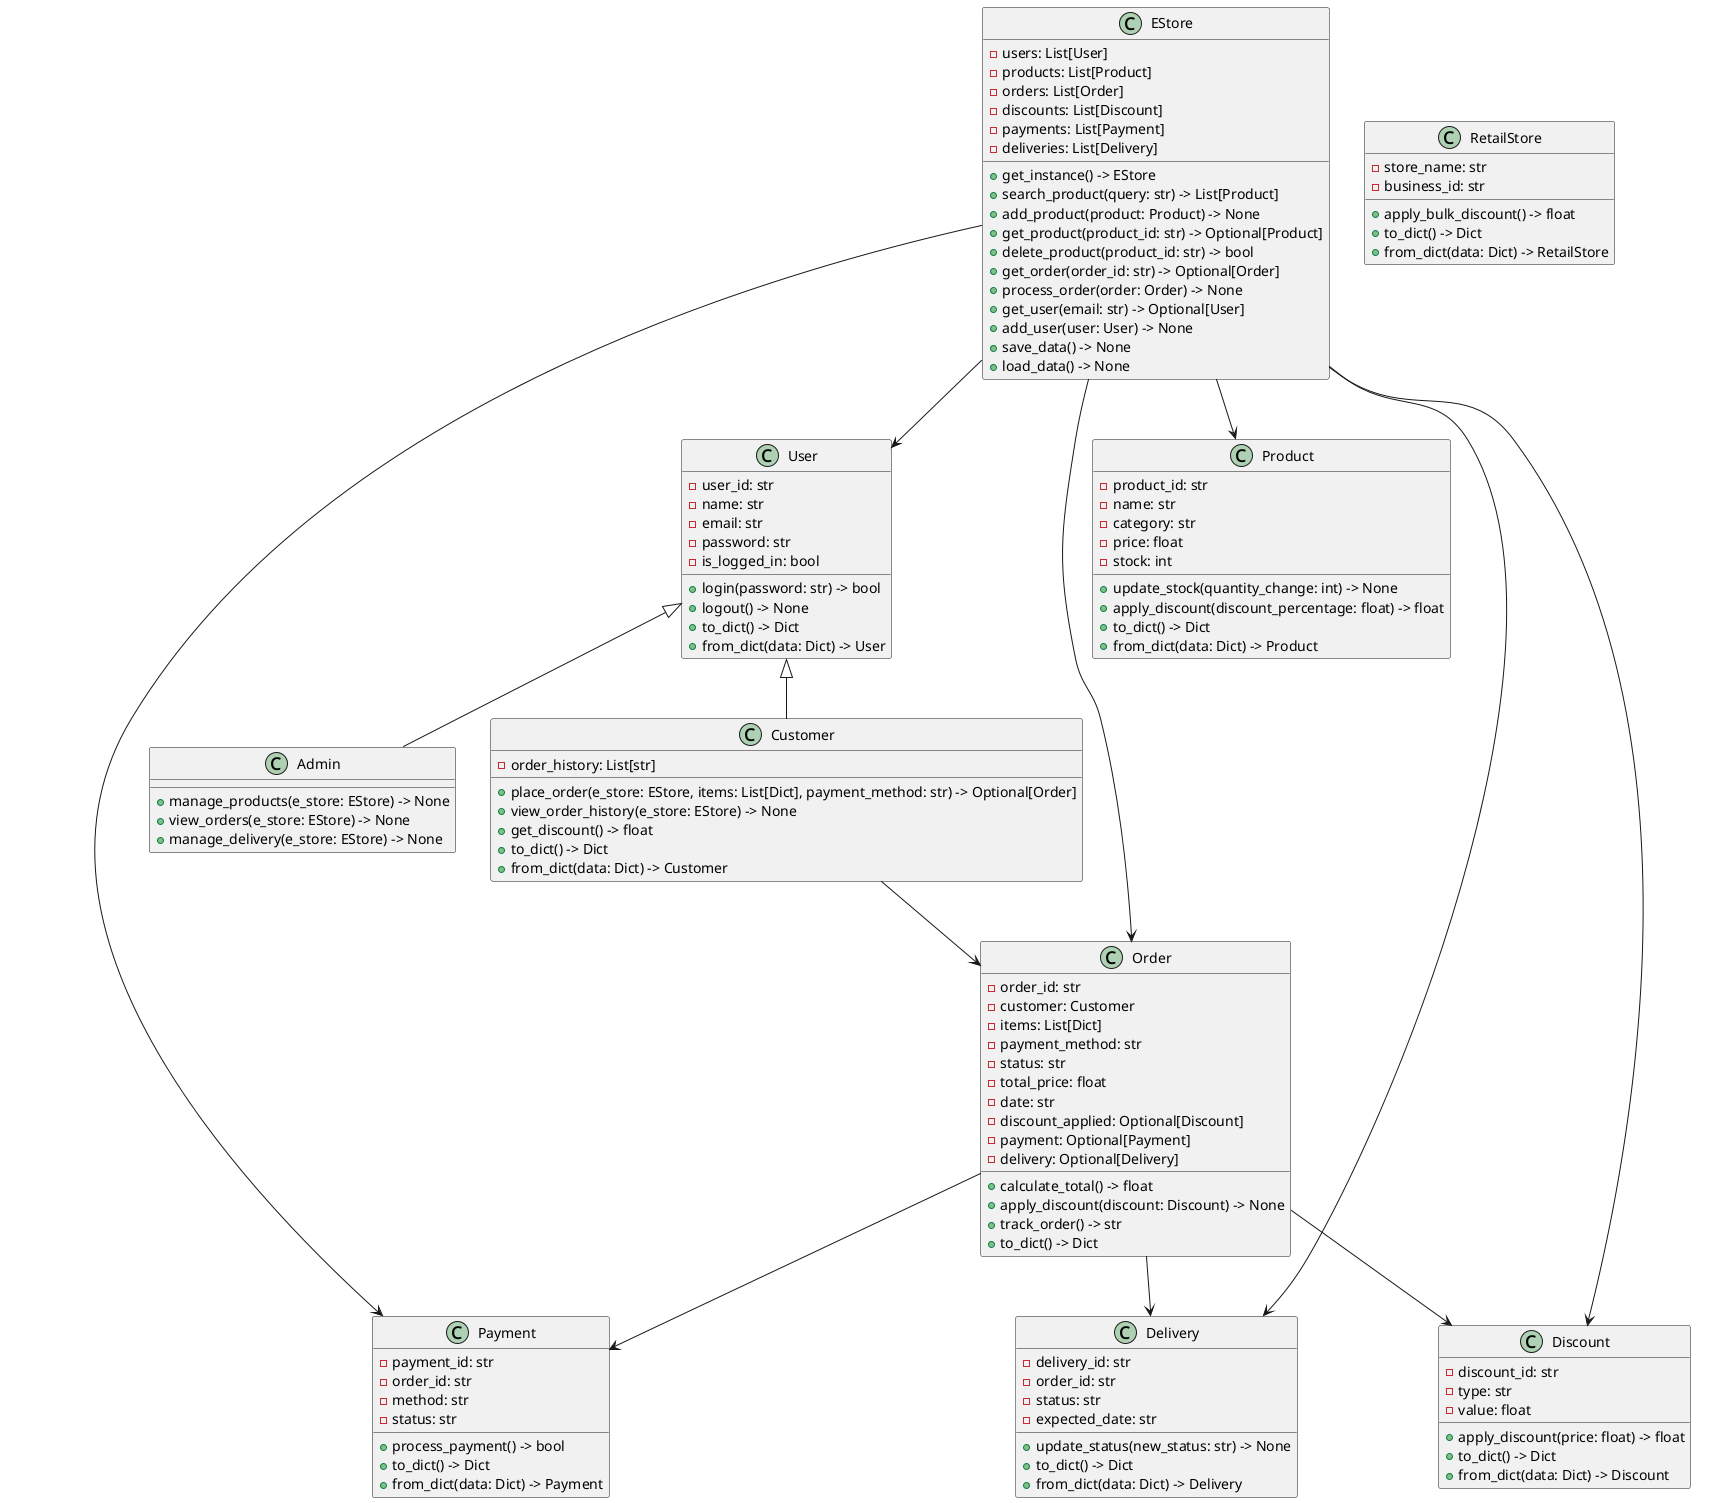 C EStore
users: List[User]
products: List[Product]
orders: List[Order]
discounts: List[Discount]
payments: List[Payment]
deliveries: List[Delivery]
get_instance() -> EStore
search_product(query: str) -> List[Product]
add_product(product: Product) -> None
get_product(product_id: str) -> Optional[Product]
delete_product(product_id: str) -> bool
get_order(order_id: str) -> Optional[Order]
process_order(order: Order) -> None
get_user(email: str) -> Optional[User]
add_user(user: User) -> None
save_data() -> None
load_data() -> None
C RetailStore
store_name: str
business_id: str
apply_bulk_discount() -> float
to_dict() -> Dict
from_dict(data: Dict) -> RetailStore
C User
user_id: str
name: str
email: str
password: str
is_logged_in: bool
login(password: str) -> bool
logout() -> None
to_dict() -> Dict
from_dict(data: Dict) -> User
C Product
product_id: str
name: str
category: str
price: float
stock: int
update_stock(quantity_change: int) -> None
apply_discount(discount_percentage: float) -> float
to_dict() -> Dict
from_dict(data: Dict) -> Product
C Admin
manage_products(e_store: EStore) -> None
view_orders(e_store: EStore) -> None
manage_delivery(e_store: EStore) -> None
C Customer
order_history: List[str]
place_order(e_store: EStore, items: List[Dict], payment_method: str) -> Optional[Order]
view_order_history(e_store: EStore) -> None
get_discount() -> float
to_dict() -> Dict
from_dict(data: Dict) -> Customer
C Order
order_id: str
customer: Customer
items: List[Dict]
payment_method: str
status: str
total_price: float
date: str
discount_applied: Optional[Discount]
payment: Optional[Payment]
delivery: Optional[Delivery]
calculate_total() -> float
apply_discount(discount: Discount) -> None
track_order() -> str
to_dict() -> Dict
C Payment
payment_id: str
order_id: str
method: str
status: str
process_payment() -> bool
to_dict() -> Dict
from_dict(data: Dict) -> Payment
C Delivery
delivery_id: str
order_id: str
status: str
expected_date: str
update_status(new_status: str) -> None
to_dict() -> Dict
from_dict(data: Dict) -> Delivery
C Discount
discount_id: str
type: str
value: float
apply_discount(price: float) -> float
to_dict() -> Dict
from_dict(data: Dict) -> Discount